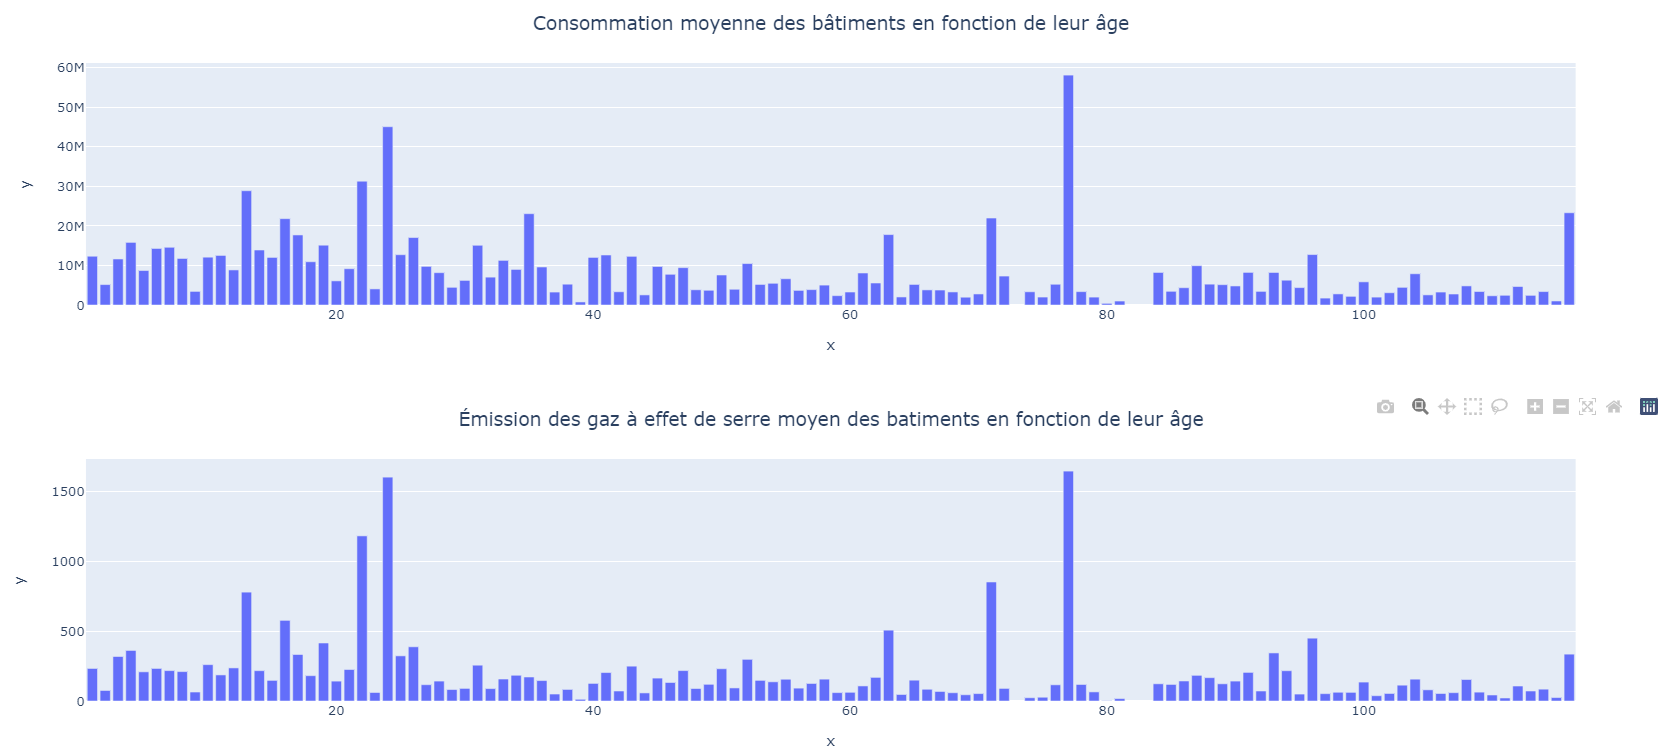 Consommation moyenne des bâtiments en fonction de leur âge
60M
50M
40M
30M
20M
10M
0
y
20 40 60 80 100
x
Émission des gaz à effet de serre moyen des batiments en fonction de leur âge
1500
1000
500
0
y
20 40 60 80 100
x